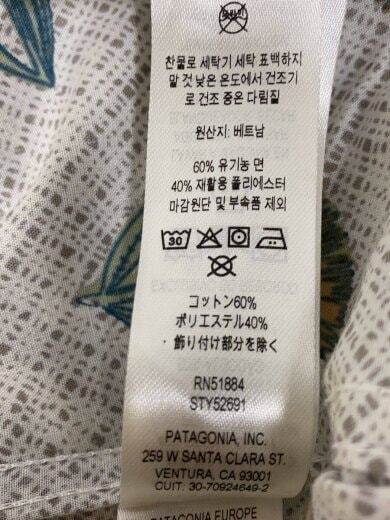 찬물로 세탁기 세탁 표백하지
말 것 낮은 온도에서 건조기
로 건조 중온 다림질
원산지: 베트남
60% 유기농 면
40% 재활용 폴리에스터
마감원단 및 부속품 제외
30
コットン60%
ポリエステル40%
・飾り付け部分を除く
RN51884
STY52691
PATAGONIA, INC.
259 W SANTA CLARA ST.
VENTURA, CA 93001
CUIT: 30-70924649-2
PATAGONIA EUROPE